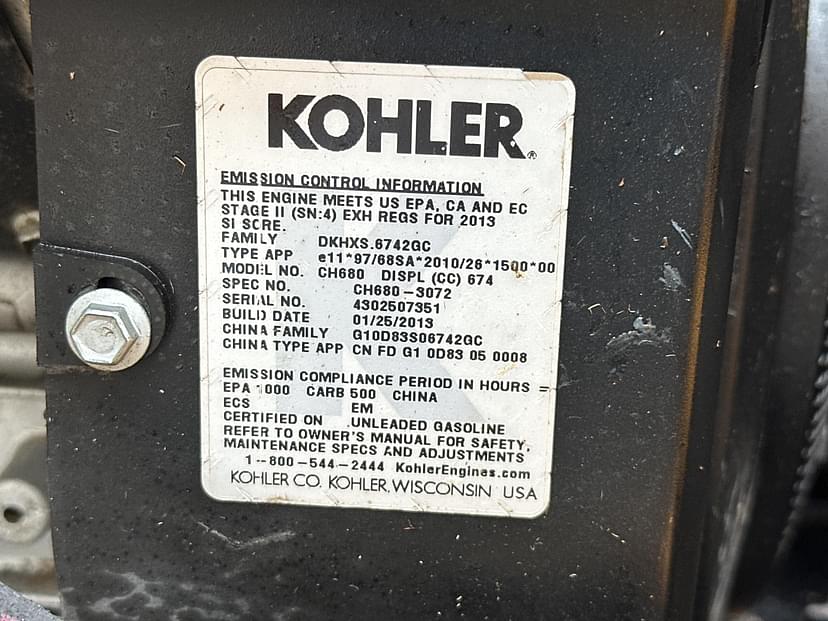 KOHLER®
EMISSION CONTROL INFORMATION
THIS ENGINE MEETS US EPA, CA AND EC
STAGE II (SN:4) EXH REGS FOR 2013
SI SORE.
FAMILY DKHXS.6742GC
TYPE APP e11*97/68SA*2010/26*1500*00
MODEL NO. CH680 DISPL (CC) 674
SPEC NO. CH680-3072
SERIAL NO. 4302507351
BUILD DATE 01/25/2013
CHINA FAMILY G10D83S06742GC
CHINA TYPE APP CN FD G1 0D83 05 0008
EMISSION COMPLIANCE PERIOD IN HOURS =
EPA 1000 CARB 500 CHINA
ECS EM
CERTIFIED ON .UNLEADED GASOLINE
REFER TO OWNER'S MANUAL FOR SAFETY,
MAINTENANCE SPECS AND ADJUSTMENTS
1-800-544-2444 KohlerEngines.com
KOHLER CO. KOHLER, WISCONSIN USA